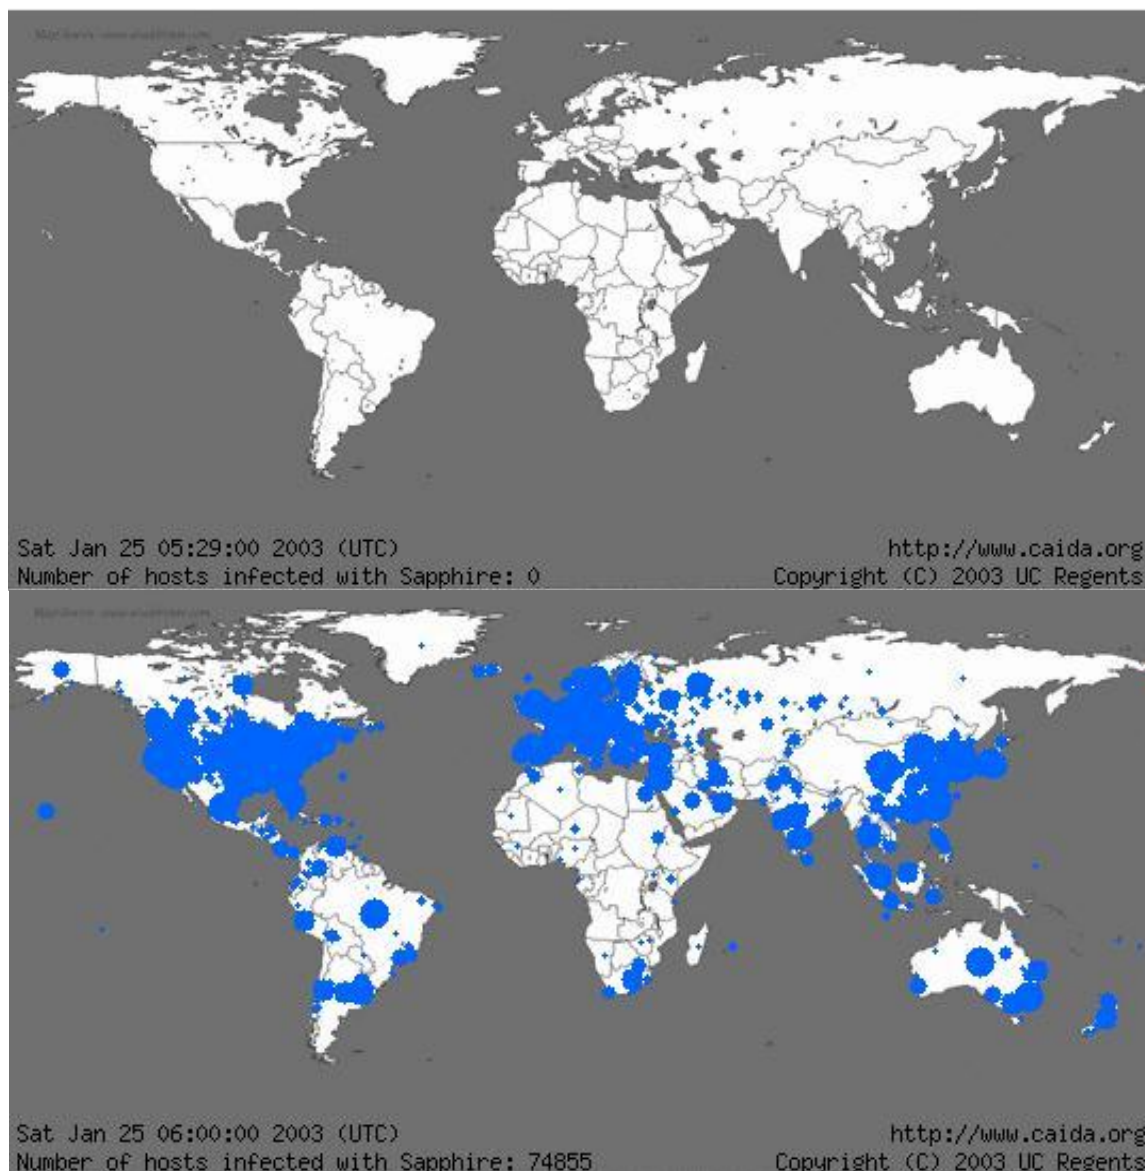 Sat Jan 25 05:29:00 2003 (UTC)
http://www.caida.org
Number of hosts infected with Sapphire: 0
Copyright (C) 2003 UC Regents
Sat Jan 25 06:00:00 2003 (UTC)
http://www.caida.org
Number of hosts infected with Sapphire: 74855
Copyright (C) 2003 UC Regents